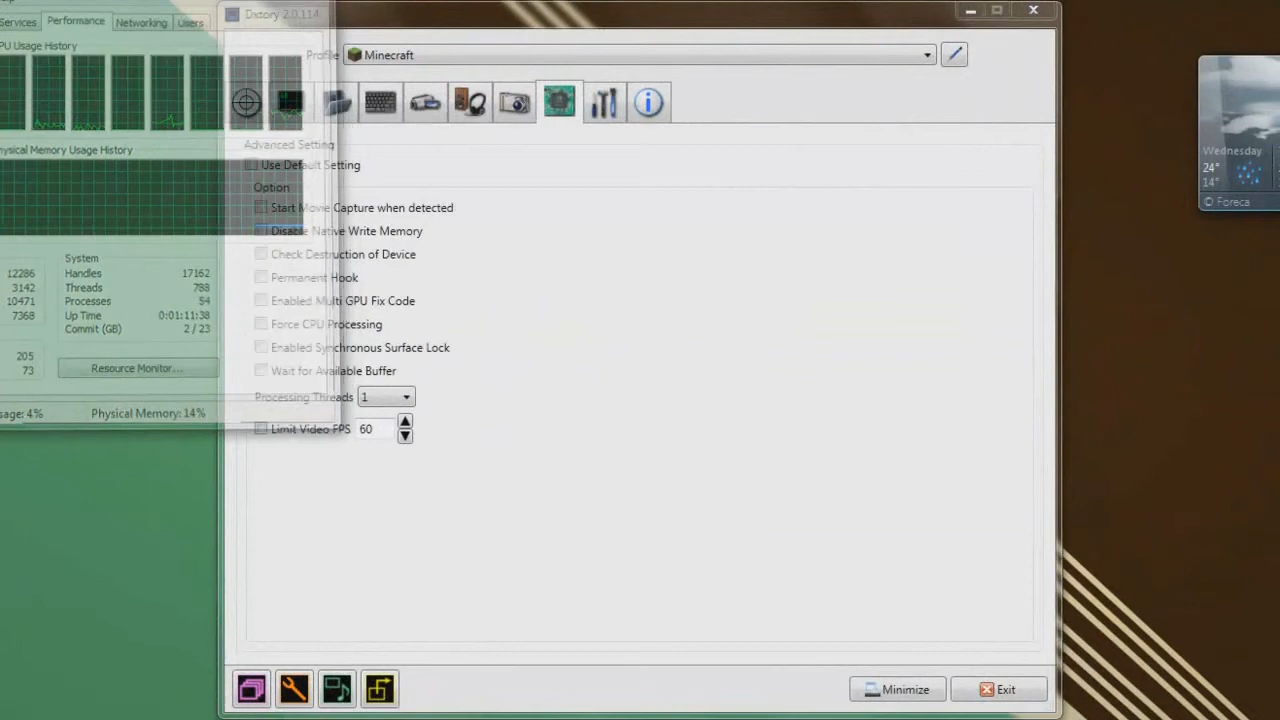 Services
Performance
Networking
Users
PU Usage History
hysical Memory Usage History
System
12286
Handles 17162
3142
Threads 788
10471
Processes 54
7368
Up Time 0:01:11:38
Commit (GB) 2 / 23
205
73
Resource Monitor...
sage: 4%
Physical Memory: 14%
Dxtory 2.0.114
Profile
Minecraft
Advanced Setting
Use Default Setting
Option
Start Movie Capture when detected
Disable Native Write Memory
Check Destruction of Device
Permanent Hook
Enabled Multi GPU Fix Code
Force CPU Processing
Enabled Synchronous Surface Lock
Wait for Available Buffer
Processing Threads 1
Limit Video FPS 60
Minimize
Exit
Wednesday
24°
14°
© Foreca